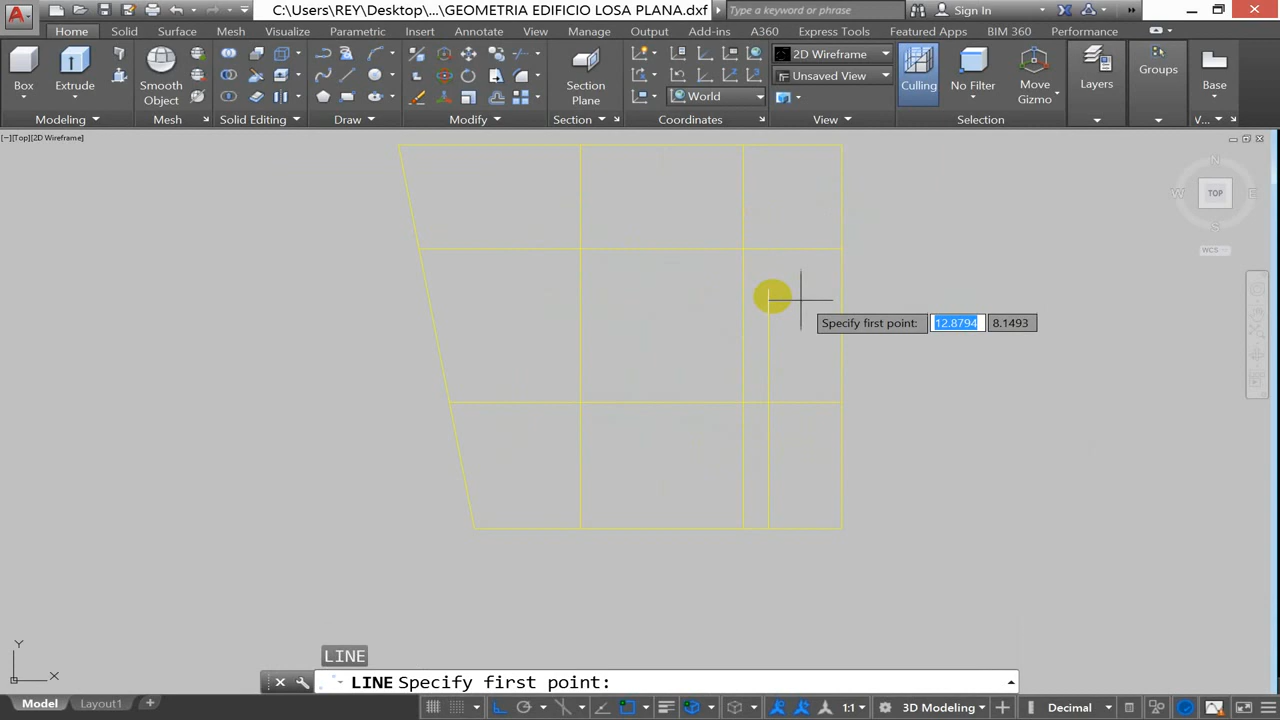 A
C:\Users\REY\Desktop\...\GEOMETRIA EDIFICIO LOSA PLANA.dxf
Type a keyword or phrase
Sign In
Home Solid Surface Mesh Visualize Parametric Insert Annotate View Manage Output Add-ins A360 Express Tools Featured Apps BIM 360 Performance
2D Wireframe
Unsaved View
World
Box
Extrude
Smooth
Object
Section
Plane
Culling
No Filter
Move
Gizmo
Layers
Groups
Base
Modeling Mesh Solid Editing Draw Modify Section Coordinates View Selection V...
[−][Top][2D Wireframe]
N
W
TOP
E
S
WCS
Specify first point: 12.8794 8.1493
Y
X
LINE
LINE Specify first point:
Model Layout1 +
1:1 3D Modeling Decimal